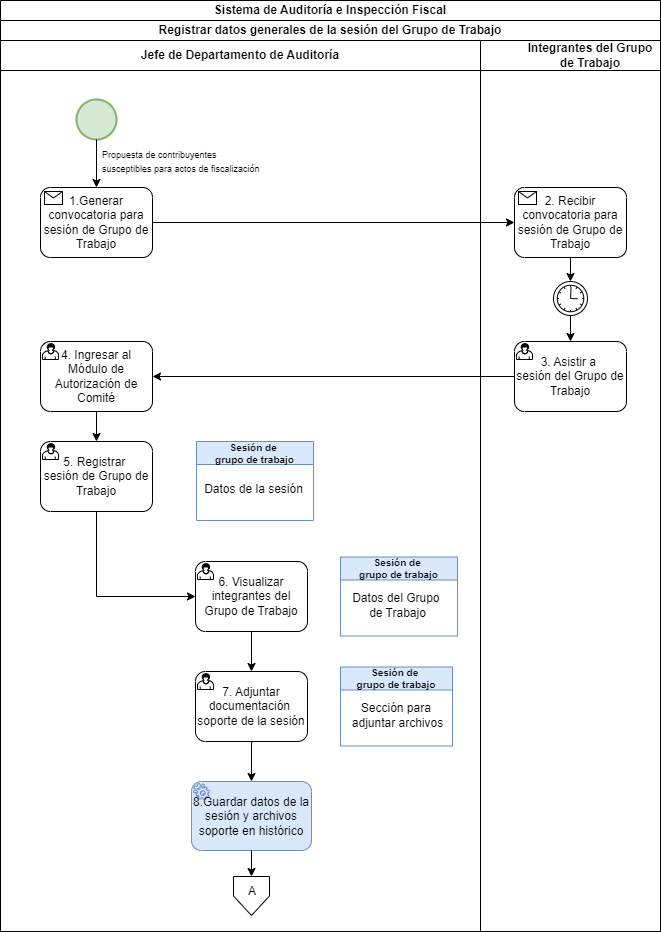 Sistema de Auditoría e Inspección Fiscal
Registrar datos generales de la sesión del Grupo de Trabajo
Jefe de Departamento de Auditoría
Integrantes del Grupo
de Trabajo
Propuesta de contribuyentes
susceptibles para actos de fiscalización
1.Generar
convocatoria para
sesión de Grupo de
Trabajo
2. Recibir
convocatoria para
sesión de Grupo de
Trabajo
4. Ingresar al
Módulo de
Autorización de
Comité
3. Asistir a
sesión del Grupo de
Trabajo
5. Registrar
sesión de Grupo de
Trabajo
Sesión de
grupo de trabajo
Datos de la sesión
6. Visualizar
integrantes del
Grupo de Trabajo
Sesión de
grupo de trabajo
Datos del Grupo
de Trabajo
7. Adjuntar
documentación
soporte de la sesión
Sesión de
grupo de trabajo
Sección para
adjuntar archivos
8.Guardar datos de la
sesión y archivos
soporte en histórico
A